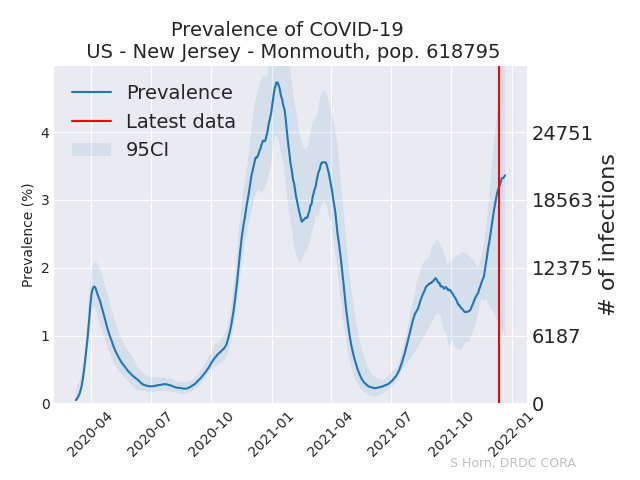 Prevalence of COVID-19
US - New Jersey - Monmouth, pop. 618795
Prevalence
Latest data
95CI
Prevalence (%)
4
3
2
1
0
24751
18563
12375
6187
0
# of infections
2020-04
2020-07
2020-10
2021-01
2021-04
2021-07
2021-10
2022-01
S Horn, DRDC CORA